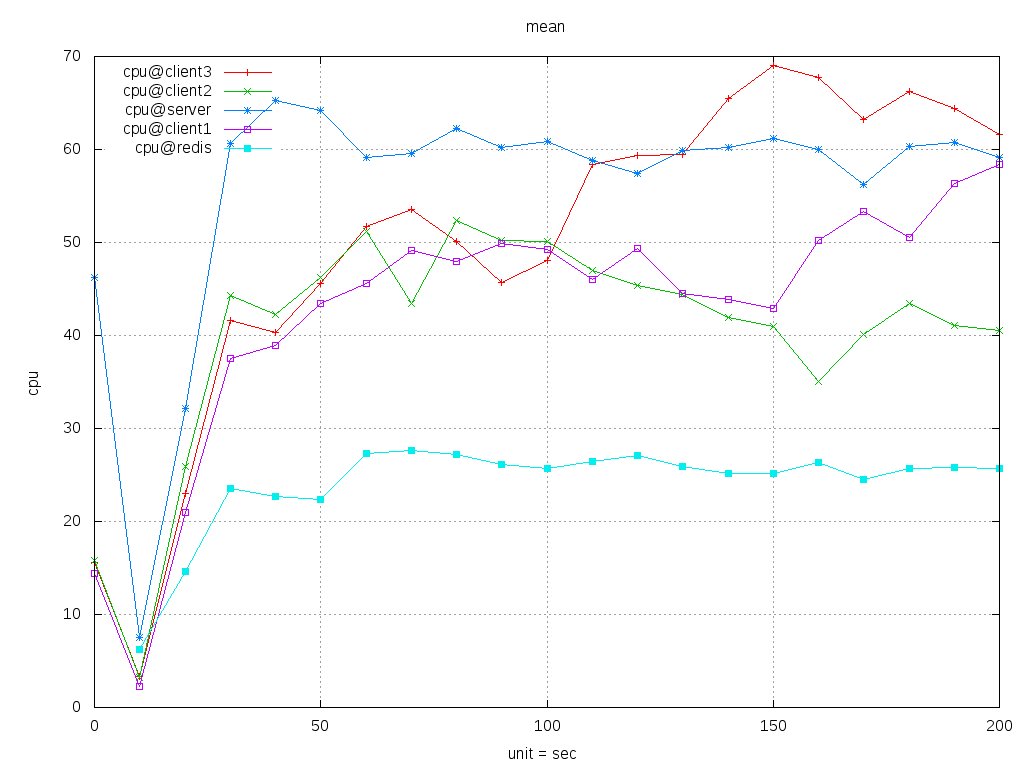 mean
70
60
50
40
30
20
10
0
cpu
cpu@client3
cpu@client2
cpu@server
cpu@client1
cpu@redis
0 50 100 150 200
unit = sec